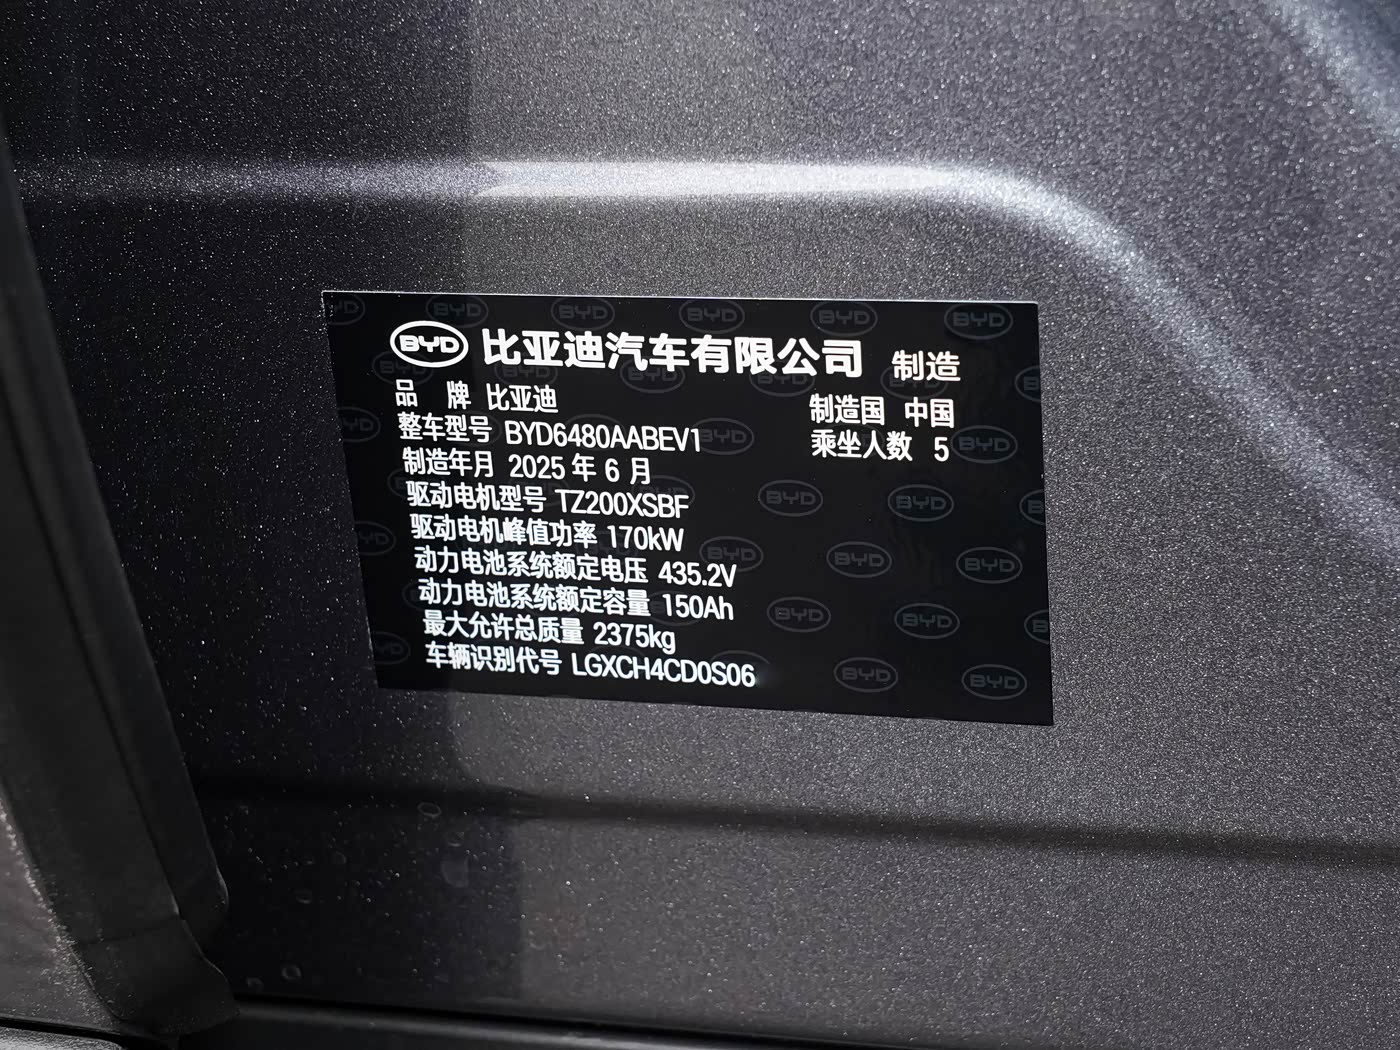 BYD 比亚迪汽车有限公司 制造
品 牌 比亚迪
制造国 中国
整车型号 BYD6480AABEV1
乘坐人数 5
制造年月 2025 年 6 月
驱动电机型号 TZ200XSBF
驱动电机峰值功率 170kW
动力电池系统额定电压 435.2V
动力电池系统额定容量 150Ah
最大允许总质量 2375kg
车辆识别代号 LGXCH4CD0S06